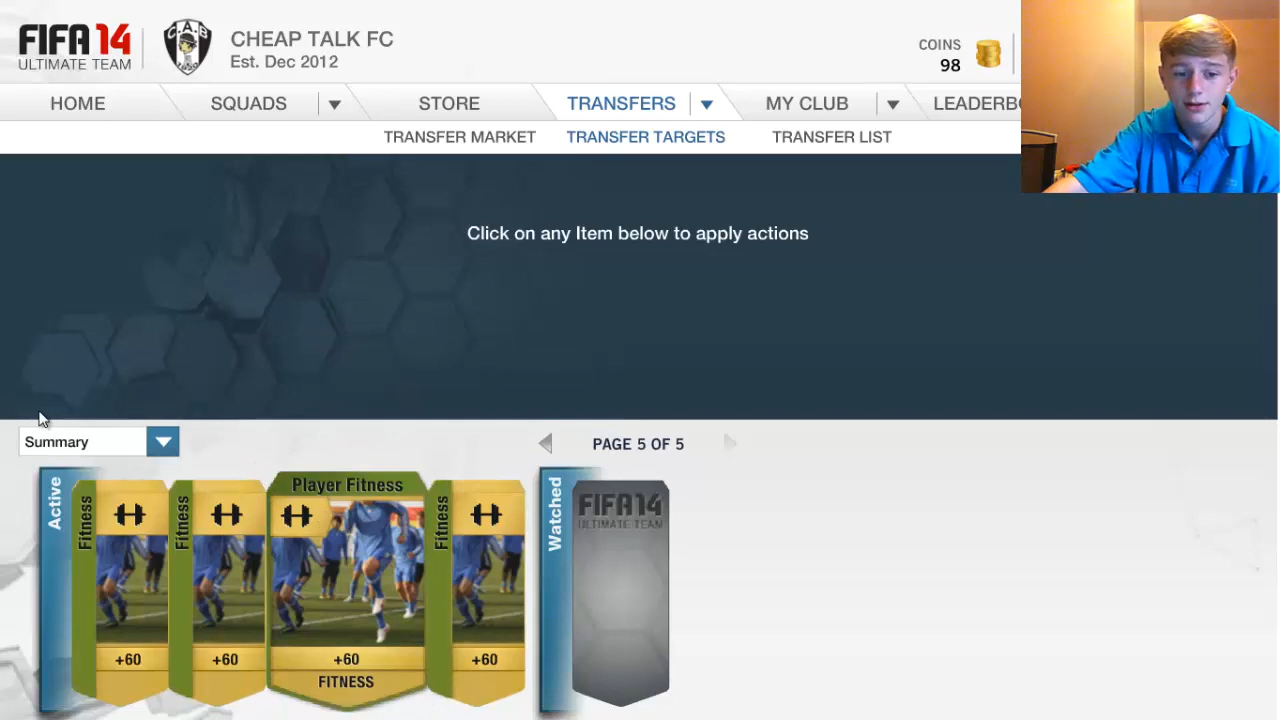 FIFA 14
ULTIMATE TEAM
CAB
CHEAP TALK FC
Est. Dec 2012
COINS
98
HOME
SQUADS
STORE
TRANSFERS
MY CLUB
LEADERBO
TRANSFER MARKET
TRANSFER TARGETS
TRANSFER LIST
Click on any Item below to apply actions
Summary
PAGE 5 OF 5
Active
Fitness
+60
Fitness
+60
Player Fitness
+60
FITNESS
Fitness
+60
Watched
FIFA 14
ULTIMATE TEAM